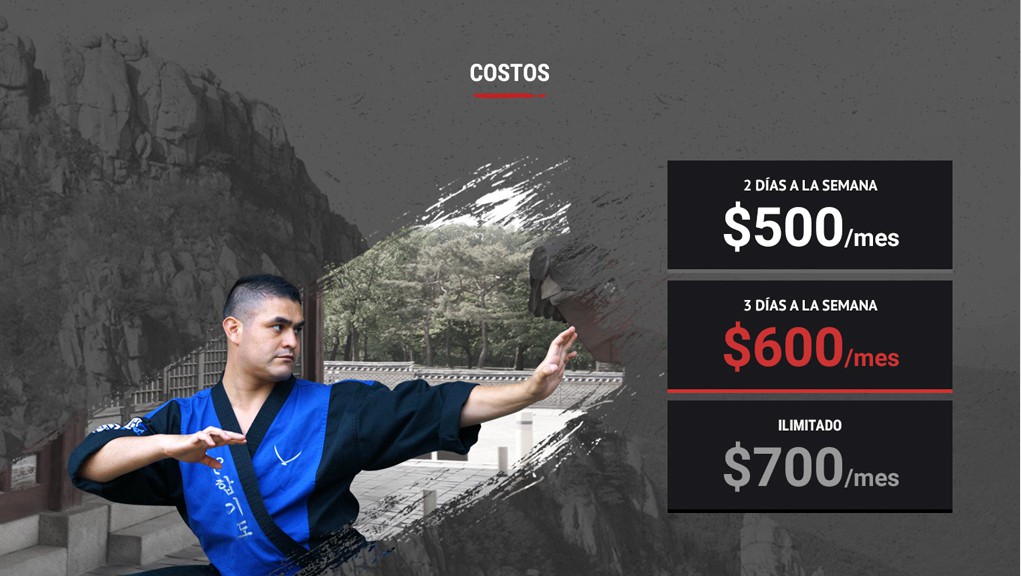 COSTOS
2 DÍAS A LA SEMANA
$500/mes
3 DÍAS A LA SEMANA
$600/mes
ILIMITADO
$700/mes